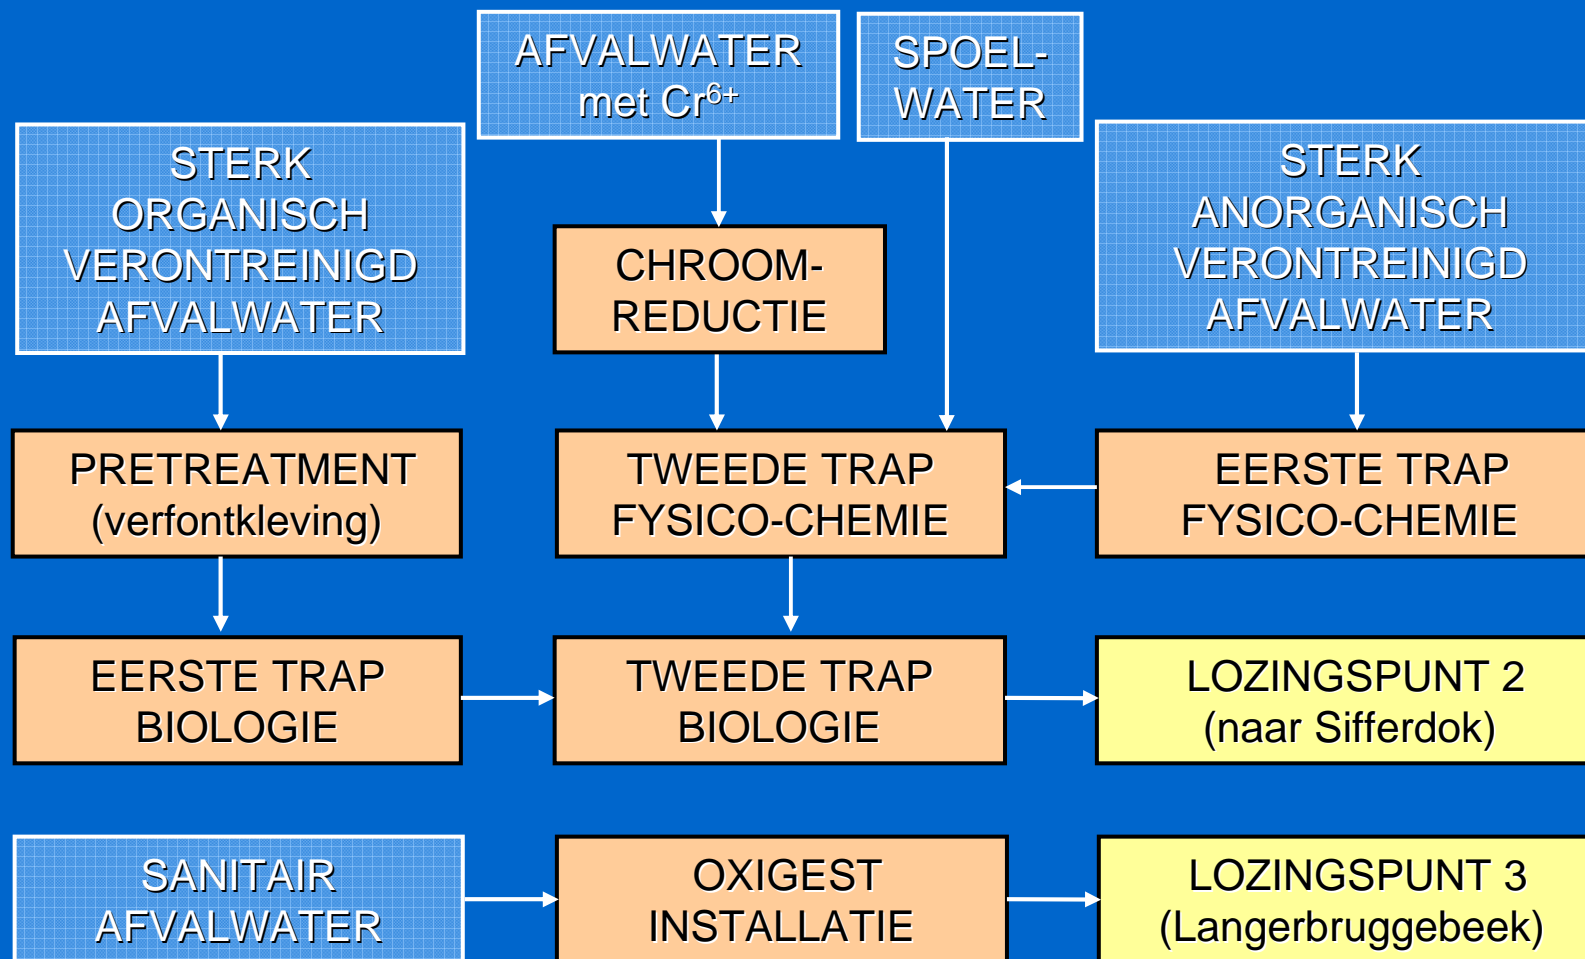 AFVALWATER
met Cr⁶⁺
SPOEL-
WATER
STERK
ORGANISCH
VERONTREINIGD
AFVALWATER
STERK
ANORGANISCH
VERONTREINIGD
AFVALWATER
CHROOM-
REDUCTIE
PRETREATMENT
(verfontkleving)
TWEEDE TRAP
FYSICO-CHEMIE
EERSTE TRAP
FYSICO-CHEMIE
EERSTE TRAP
BIOLOGIE
TWEEDE TRAP
BIOLOGIE
LOZINGSPUNT 2
(naar Sifferdok)
SANITAIR
AFVALWATER
OXIGEST
INSTALLATIE
LOZINGSPUNT 3
(Langerbruggebeek)